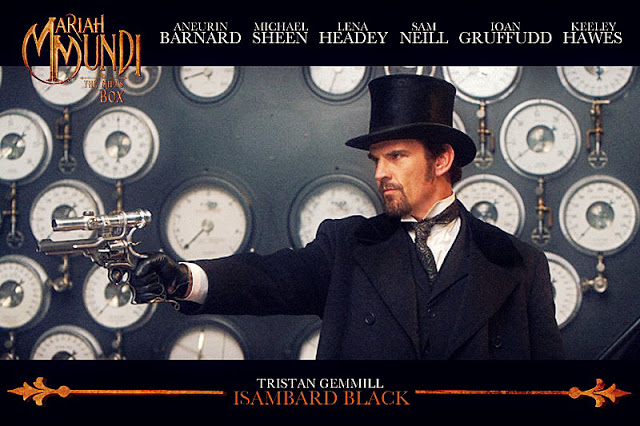 MARIAH
MUNDI
& THE MIDAS
BOX
ANEURIN BARNARD
MICHAEL SHEEN
LENA HEADEY
SAM NEILL
IOAN GRUFFUDD
KEELEY HAWES
TRISTAN GEMMILL
ISAMBARD BLACK